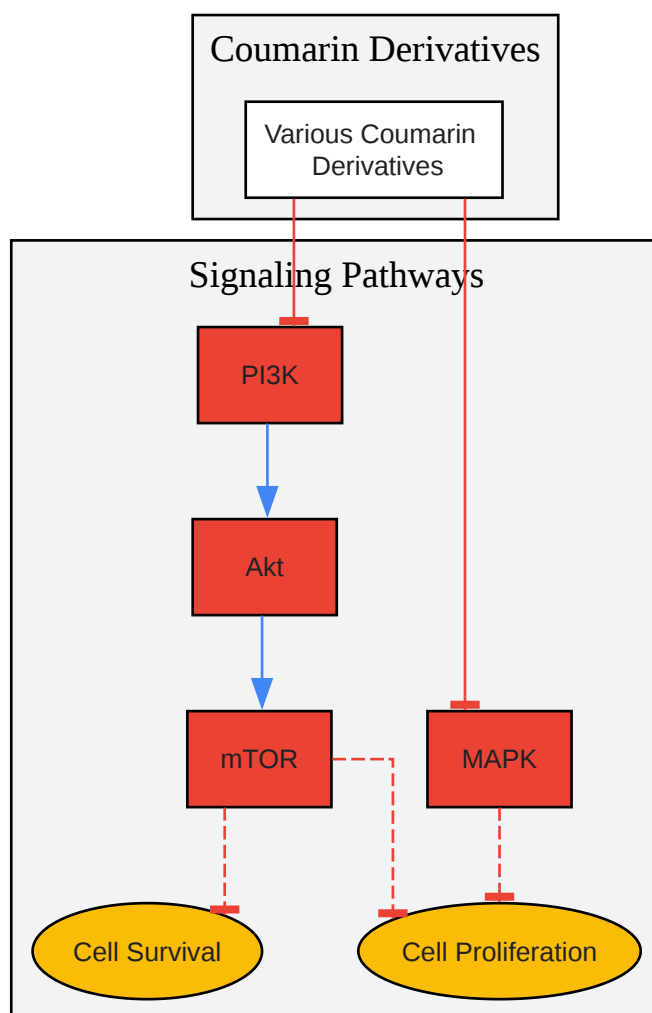 Coumarin Derivatives
Various Coumarin
Derivatives
Signaling Pathways
PI3K
Akt
mTOR
MAPK
Cell Survival
Cell Proliferation